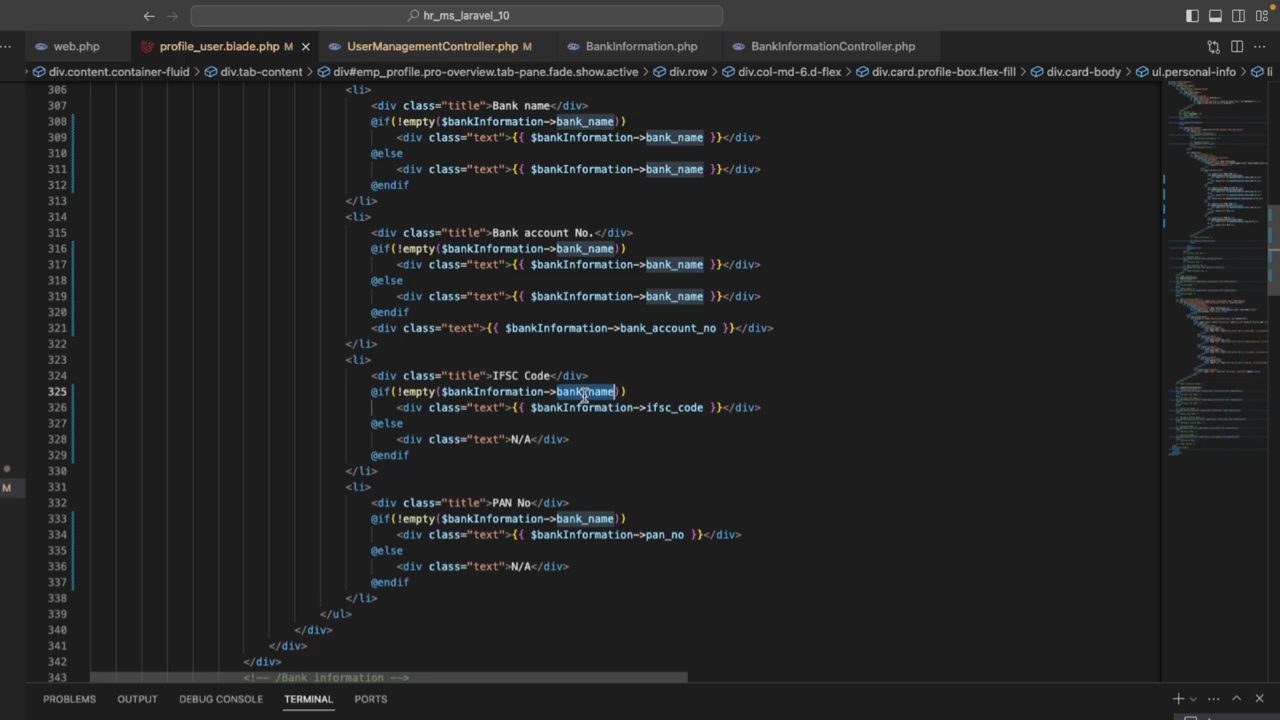 hr_ms_laravel_10
web.php
profile_user.blade.php M
UserManagementController.php M
BankInformation.php
BankInformationController.php
div.content.container-fluid > div.tab-content > div#emp_profile.pro-overview.tab-pane.fade.show.active > div.row > div.col-md-6.d-flex > div.card.profile-box.flex-fill > div.card-body > ul.personal-info > li
306 <li>
307 <div class="title">Bank name</div>
308 @if(!empty($bankInformation->bank_name))
309 <div class="text">{{ $bankInformation->bank_name }}</div>
310 @else
311 <div class="text">{{ $bankInformation->bank_name }}</div>
312 @endif
313 </li>
314 <li>
315 <div class="title">Bank account No.</div>
316 @if(!empty($bankInformation->bank_name))
317 <div class="text">{{ $bankInformation->bank_name }}</div>
318 @else
319 <div class="text">{{ $bankInformation->bank_name }}</div>
320 @endif
321 <div class="text">{{ $bankInformation->bank_account_no }}</div>
322 </li>
323 <li>
324 <div class="title">IFSC Code</div>
325 @if(!empty($bankInformation->bank_name))
326 <div class="text">{{ $bankInformation->ifsc_code }}</div>
327 @else
328 <div class="text">N/A</div>
329 @endif
330 </li>
331 <li>
332 <div class="title">PAN No</div>
333 @if(!empty($bankInformation->bank_name))
334 <div class="text">{{ $bankInformation->pan_no }}</div>
335 @else
336 <div class="text">N/A</div>
337 @endif
338 </li>
339 </ul>
340 </div>
341 </div>
342 </div>
343 <!-- /Bank information -->
M
PROBLEMS OUTPUT DEBUG CONSOLE TERMINAL PORTS